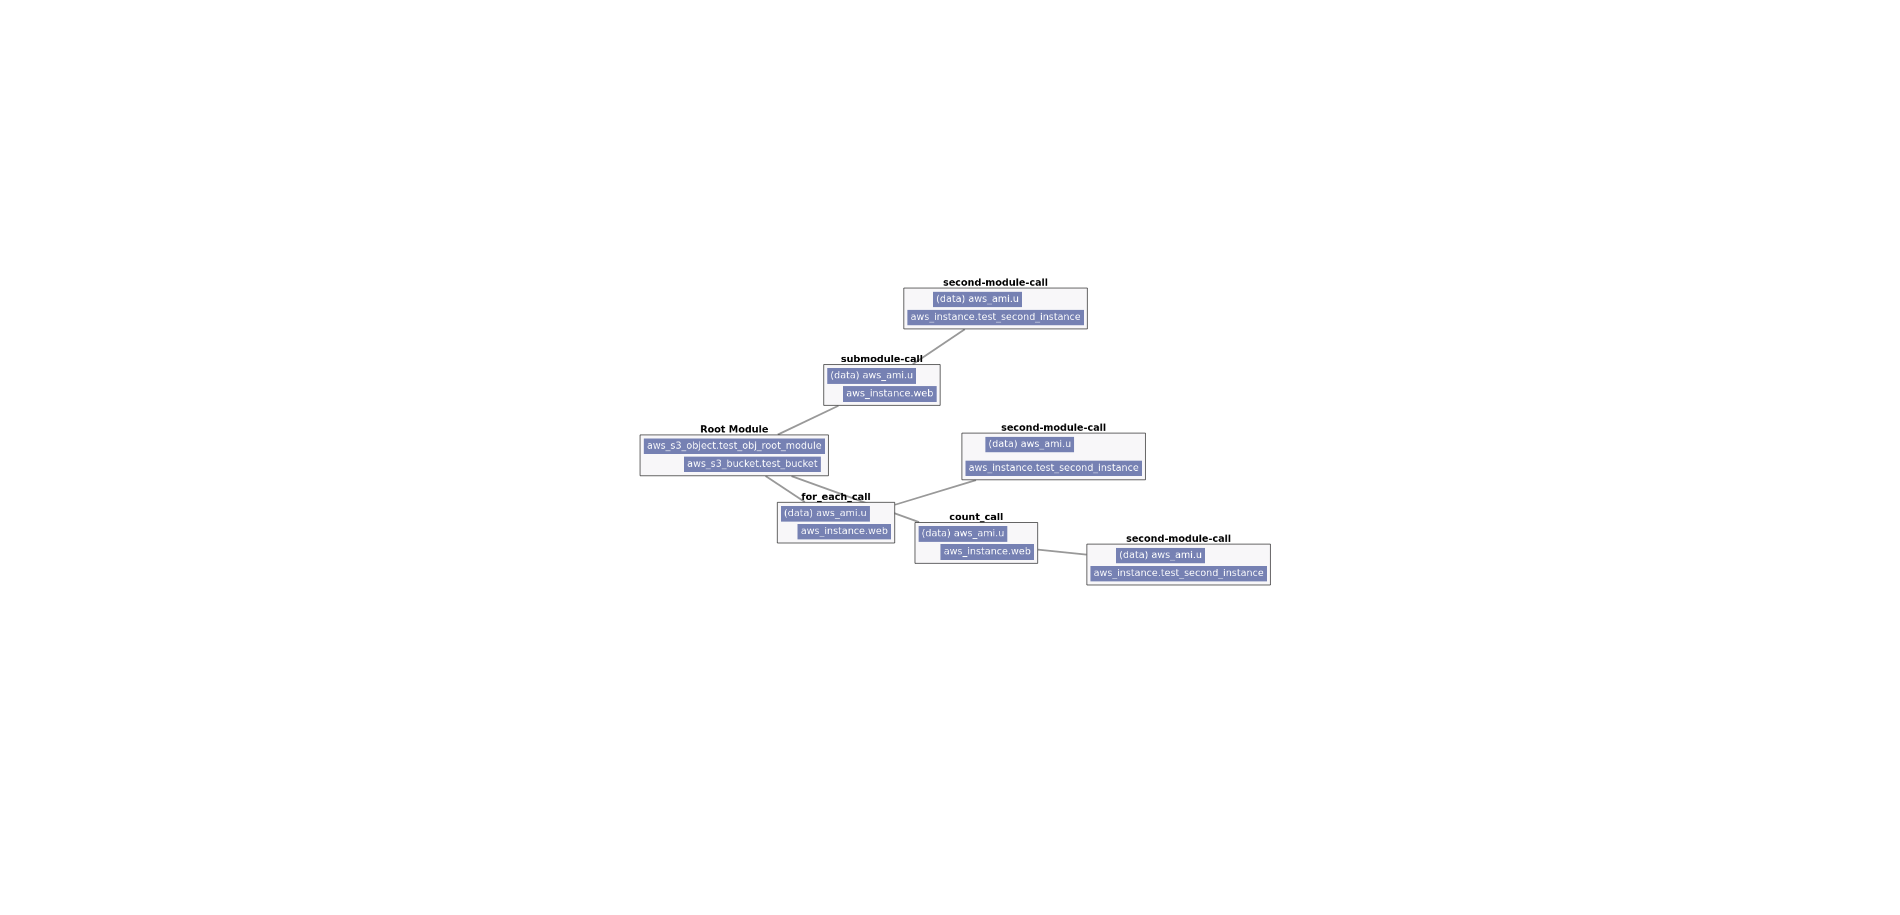 second-module-call
(data) aws_ami.u
aws_instance.test_second_instance
submodule-call
(data) aws_ami.u
aws_instance.web
Root Module
aws_s3_object.test_obj_root_module
aws_s3_bucket.test_bucket
second-module-call
(data) aws_ami.u
aws_instance.test_second_instance
for_each_call
(data) aws_ami.u
aws_instance.web
count_call
(data) aws_ami.u
aws_instance.web
second-module-call
(data) aws_ami.u
aws_instance.test_second_instance